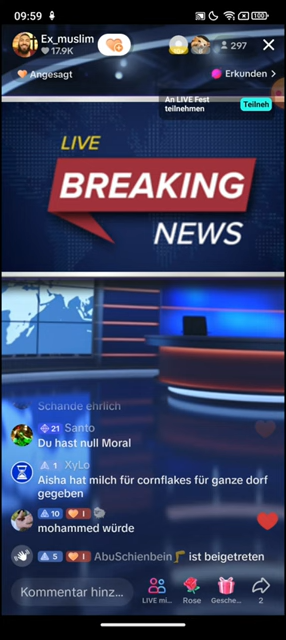 09:59
100
Ex_muslim
17.9K
297
Angesagt
Erkunden >
An LIVE Fest
teilnehmen
Teilneh
LIVE
BREAKING
NEWS
Schande ehrlich
21 Santo
Du hast null Moral
1 XyLo
Aisha hat milch für cornflakes für ganze dorf
gegeben
10 I
mohammed würde
5 I AbuSchienbein ist beigetreten
Kommentar hinz...
LIVE mi...
Rose
Gesche...
2